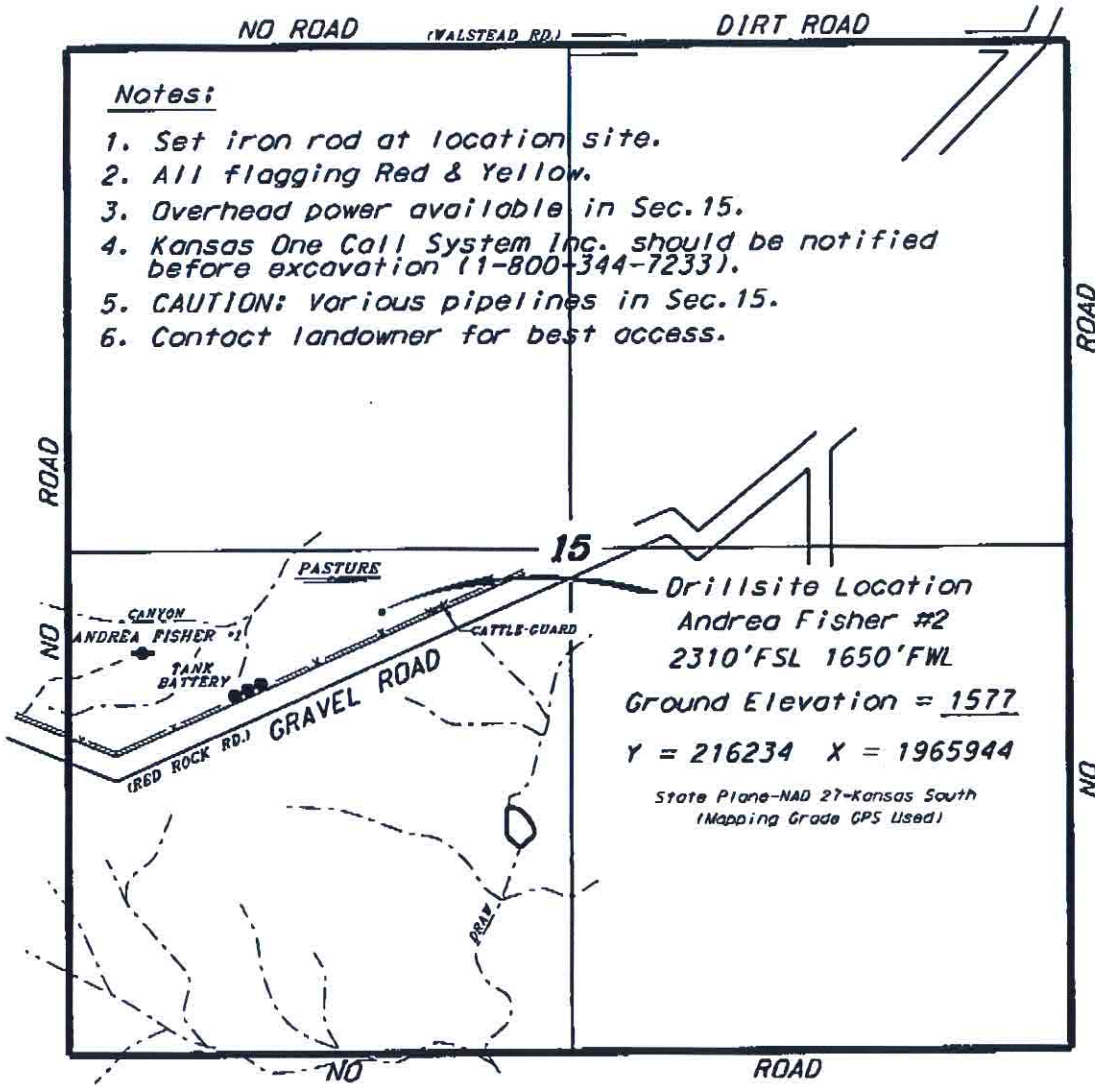 NO ROAD (WALSTEAD RD.) DIRT ROAD
Notes:
1. Set iron rod at location site.
2. All flagging Red & Yellow.
3. Overhead power available in Sec. 15.
4. Kansas One Call System Inc. should be notified
before excavation (1-800-344-7233).
5. CAUTION: Various pipelines in Sec. 15.
6. Contact landowner for best access.
NO ROAD
NO ROAD
15
PASTURE
CANYON
ANDREA FISHER
TANK
BATTERY
CATTLE-GUARD
(RED ROCK RD.) GRAVEL ROAD
Drillsite Location
Andrea Fisher #2
2310'FSL 1650'FWL
Ground Elevation = 1577
Y = 216234 X = 1965944
State Plane-NAD 27-Kansas South
(Mapping Grade GPS Used)
DRAW
NO ROAD